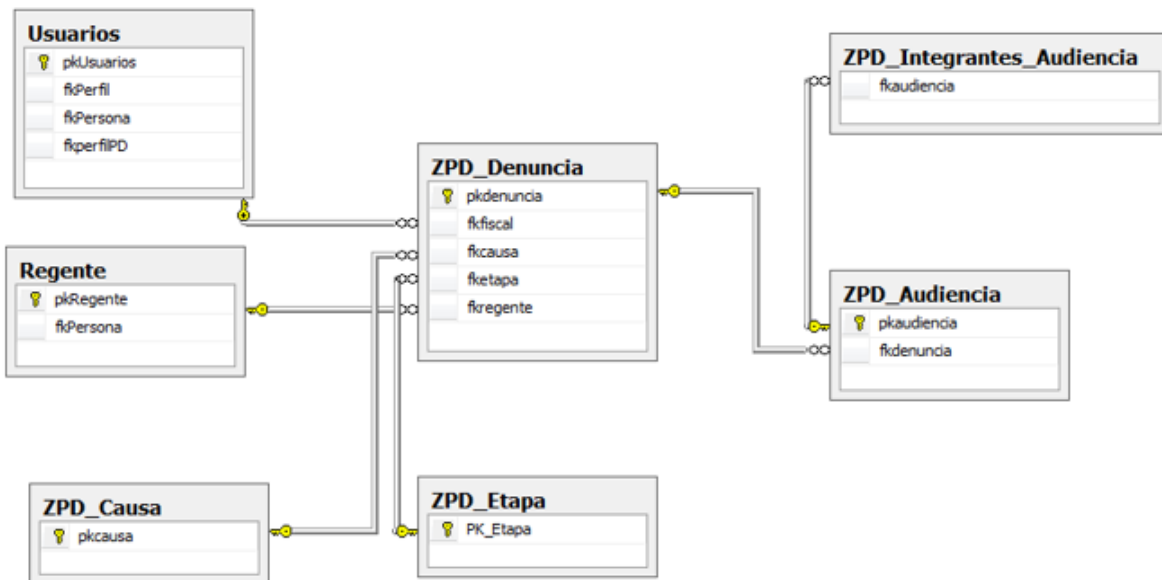 Usuarios
pkUsuarios
fkPerfil
fkPersona
fkperfilPD
Regente
pkRegente
fkPersona
ZPD_Causa
pkcausa
ZPD_Denuncia
pkdenuncia
fkfiscal
fkcausa
fketapa
fkregente
ZPD_Etapa
PK_Etapa
ZPD_Integrantes_Audiencia
fkaudiencia
ZPD_Audiencia
pkaudiencia
fkdenuncia